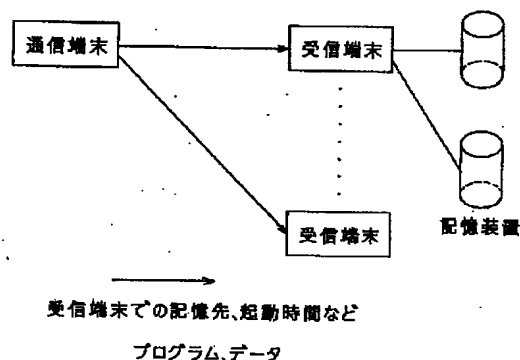 通信端末
受信端末
受信端末
記憶装置
受信端末での記憶先、起動時間など
プログラム、データ